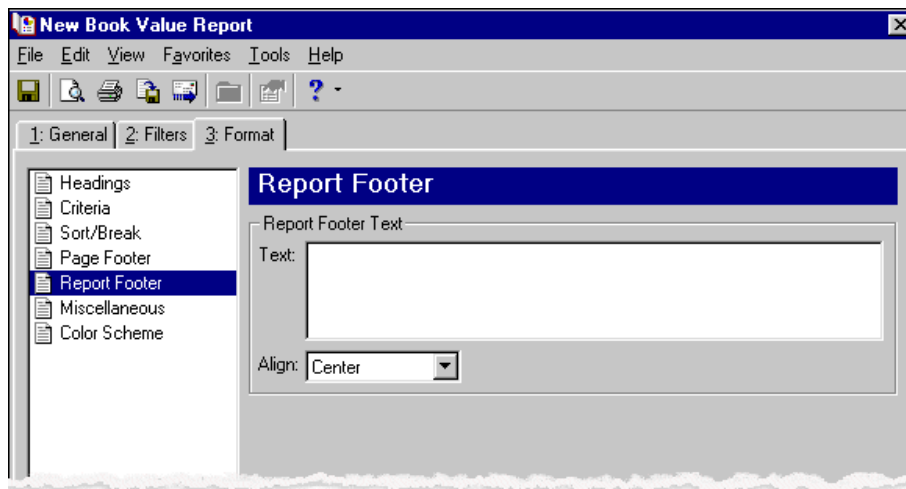 New Book Value Report
File Edit View Favorites Tools Help
?
1: General 2: Filters 3: Format
Headings
Criteria
Sort/Break
Page Footer
Report Footer
Miscellaneous
Color Scheme
Report Footer
Report Footer Text
Text:
Align: Center